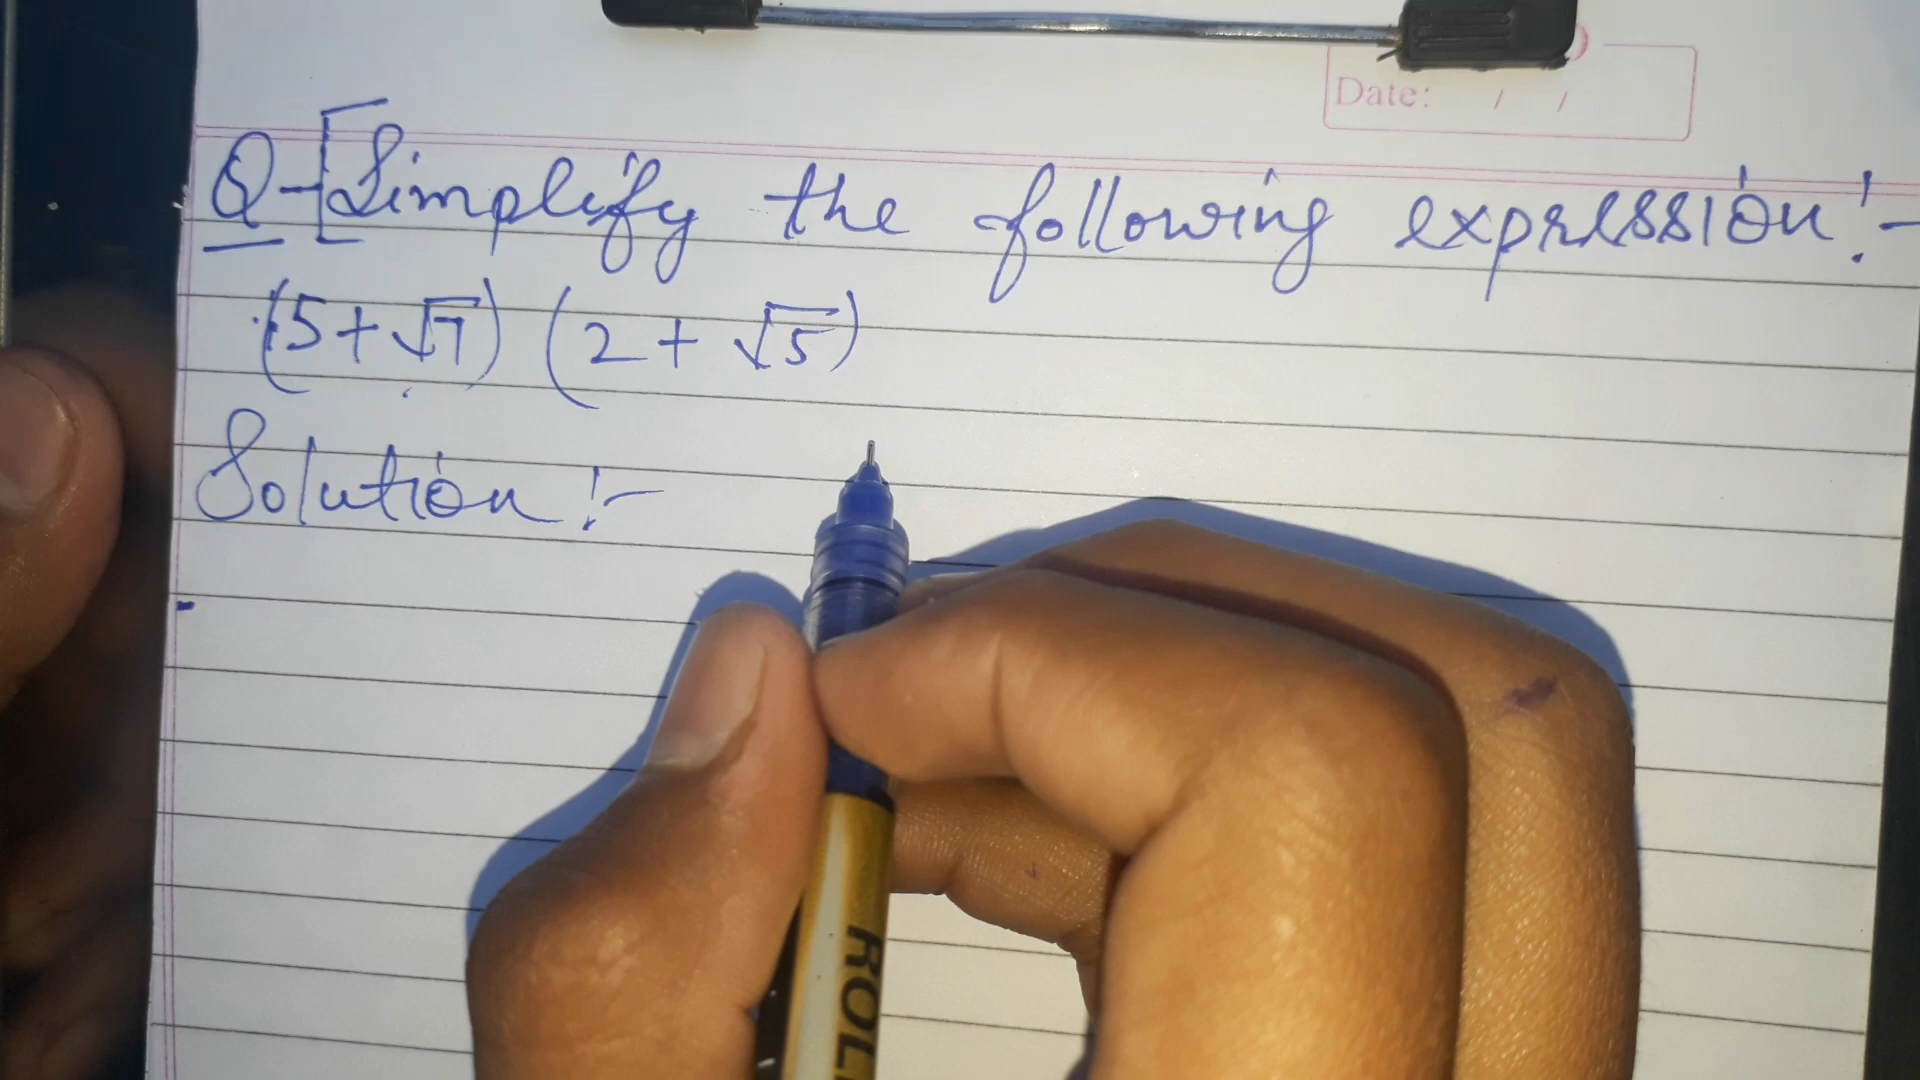 Date: / /
Q-[Simplify the following expression:-
(5+√7) (2+√5)
Solution:-
ROL